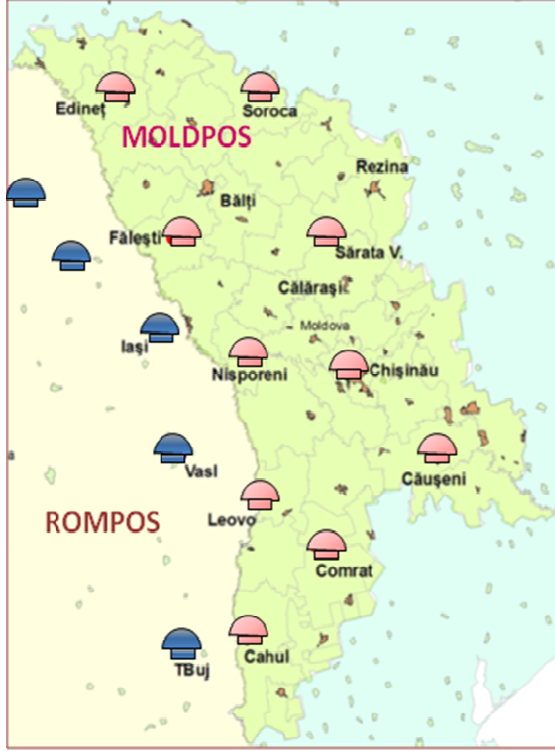 Edineț
Soroca
MOLDPOS
Rezina
Bălți
Fălești
Sărata V.
Călărași
Moldova
Iași
Nisporeni
Chișinău
Vasl
Căușeni
Leovo
ROMPOS
Comrat
TBuj
Cahul